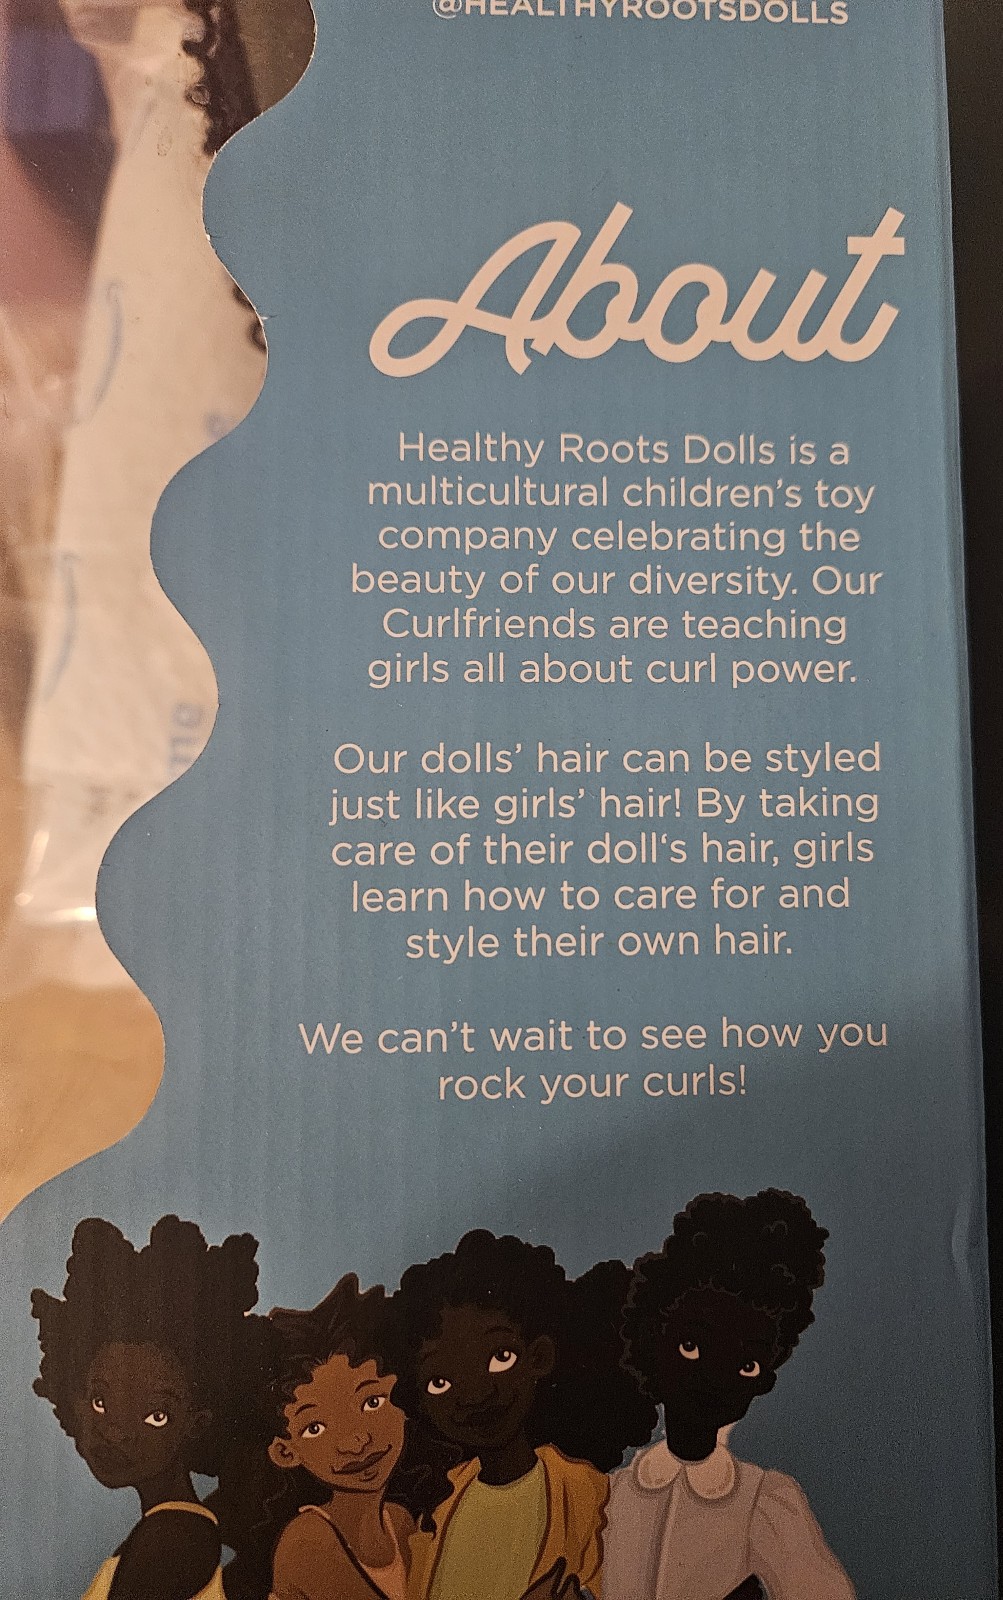 @HEALTHYROOTSDOLLS
About
Healthy Roots Dolls is a
multicultural children's toy
company celebrating the
beauty of our diversity. Our
Curlfriends are teaching
girls all about curl power.
Our dolls' hair can be styled
just like girls' hair! By taking
care of their doll‘s hair, girls
learn how to care for and
style their own hair.
We can't wait to see how you
rock your curls!